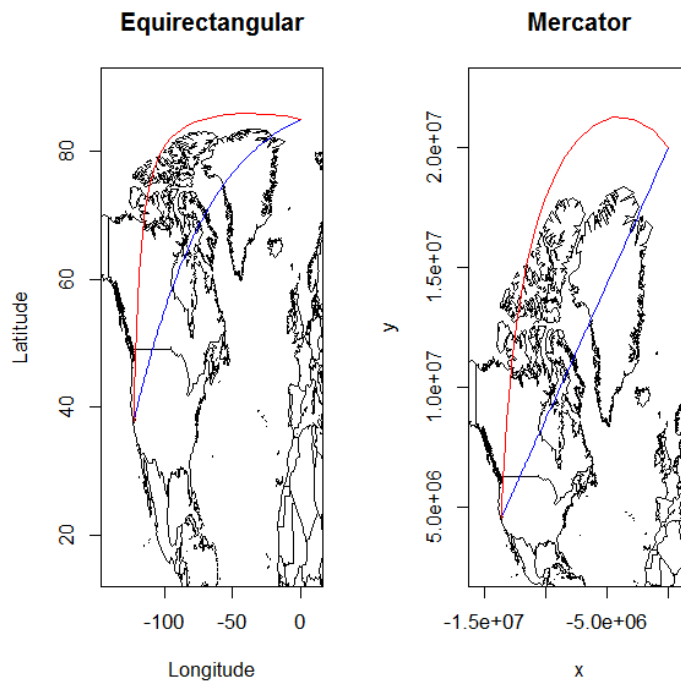 Equirectangular
Latitude
80
60
40
20
-100
-50
0
Longitude
Mercator
y
2.0e+07
1.5e+07
1.0e+07
5.0e+06
-1.5e+07
-5.0e+06
x